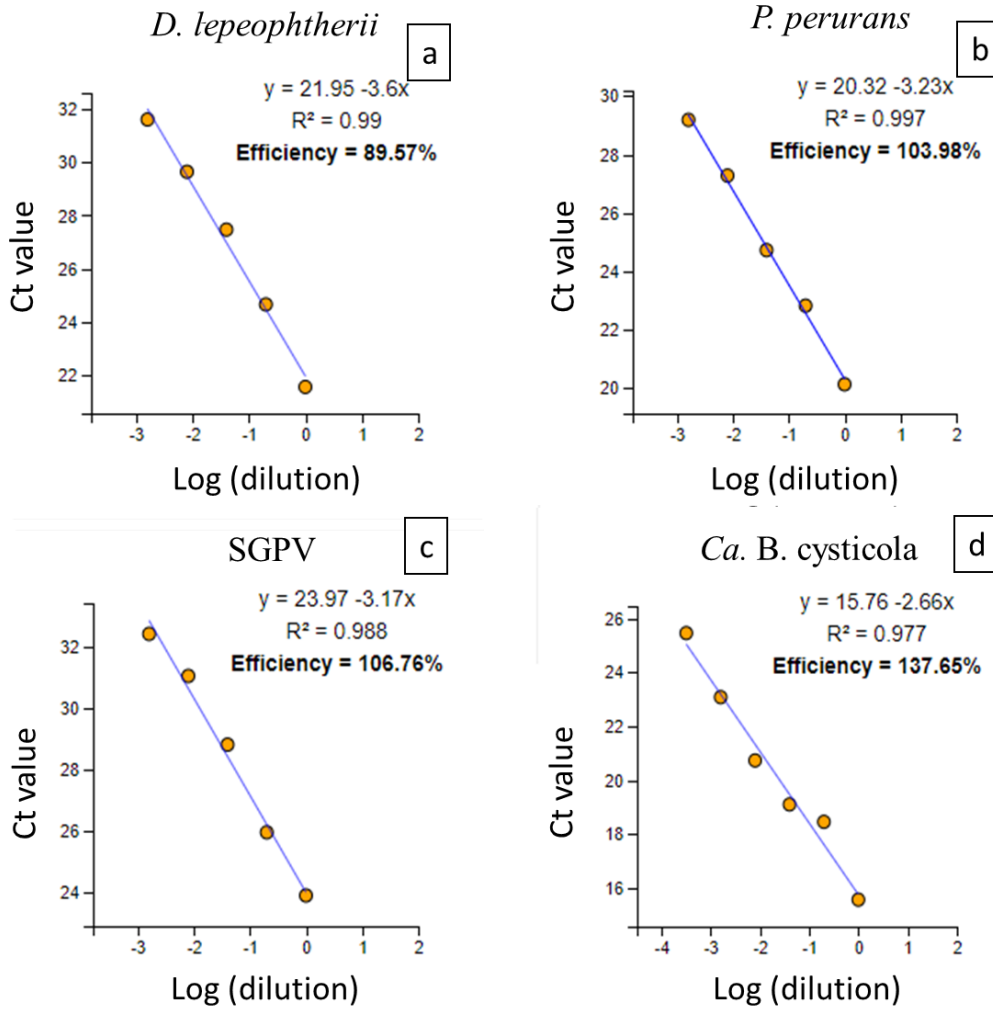 D. lepeophtherii
a
y = 21.95 -3.6x
R² = 0.99
Efficiency = 89.57%
32
30
28
26
24
22
Ct value
-3 -2 -1 0 1 2
Log (dilution)
P. perurans
b
y = 20.32 -3.23x
R² = 0.997
Efficiency = 103.98%
30
28
26
24
22
20
Ct value
-3 -2 -1 0 1 2
Log (dilution)
SGPV
c
y = 23.97 -3.17x
R² = 0.988
Efficiency = 106.76%
32
30
28
26
24
Ct value
-3 -2 -1 0 1 2
Log (dilution)
Ca. B. cysticola
d
y = 15.76 -2.66x
R² = 0.977
Efficiency = 137.65%
26
24
22
20
18
16
Ct value
-4 -3 -2 -1 0 1 2
Log (dilution)